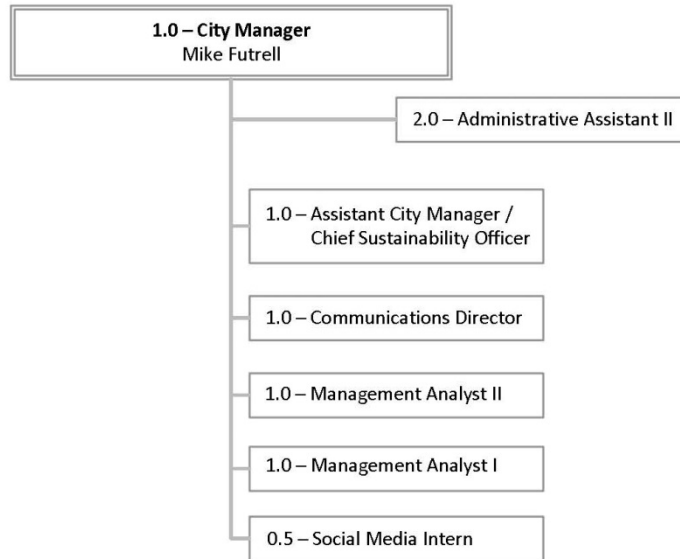 1.0 – City Manager
Mike Futrell
2.0 – Administrative Assistant II
1.0 – Assistant City Manager /
Chief Sustainability Officer
1.0 – Communications Director
1.0 – Management Analyst II
1.0 – Management Analyst I
0.5 – Social Media Intern